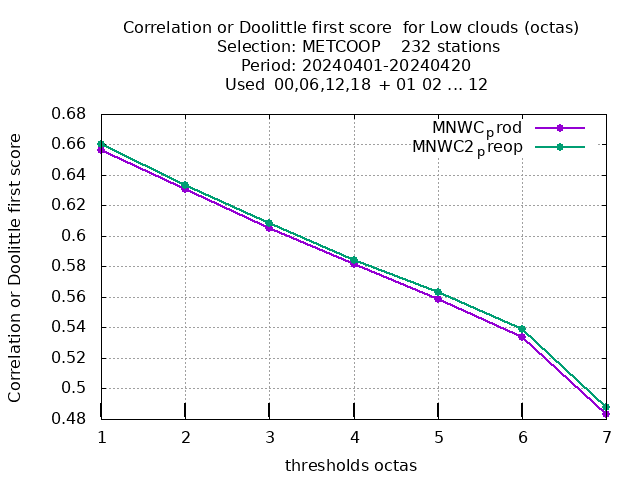 Correlation or Doolittle first score  for Low clouds (octas)
Selection: METCOOP    232 stations
Period: 20240401-20240420
Used  00,06,12,18 + 01 02 ... 12
MNWCprod
MNWC2preop
Correlation or Doolittle first score
0.68
0.66
0.64
0.62
0.6
0.58
0.56
0.54
0.52
0.5
0.48
1 2 3 4 5 6 7
thresholds octas